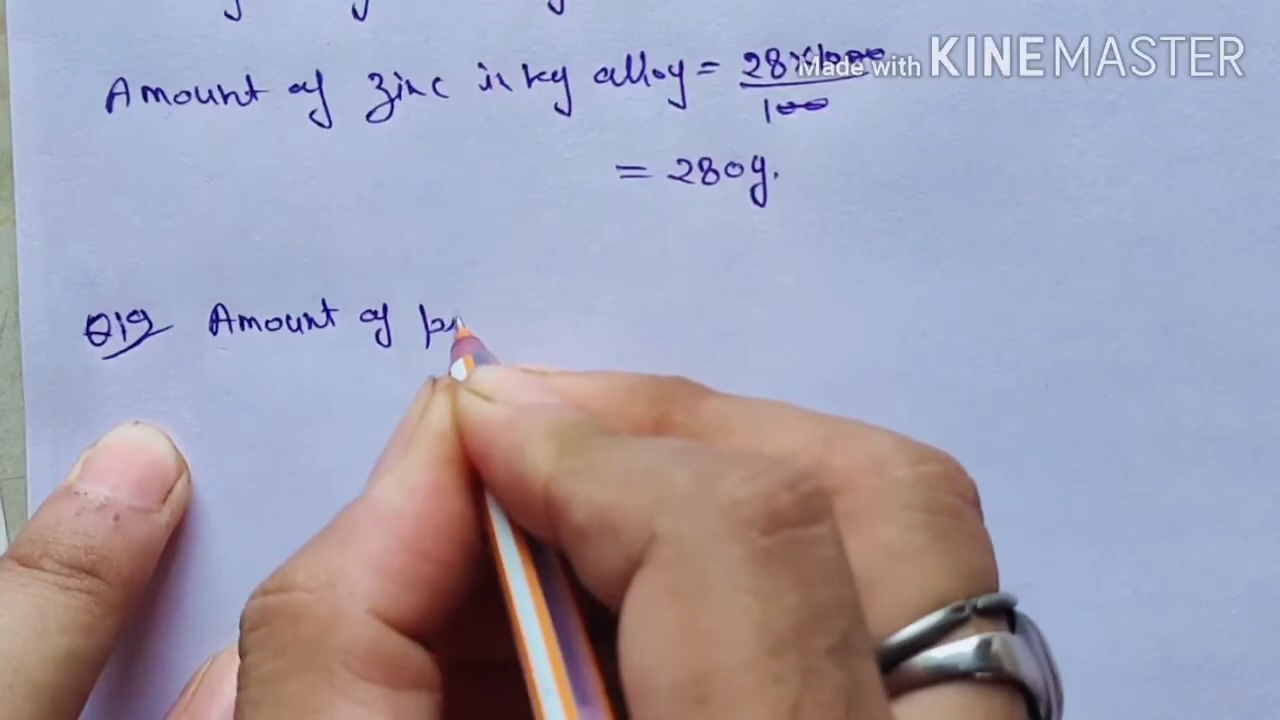 Amount of zinc in kg alloy = 28×1000
Made with KINEMASTER
100
= 280g.
Q19 Amount of